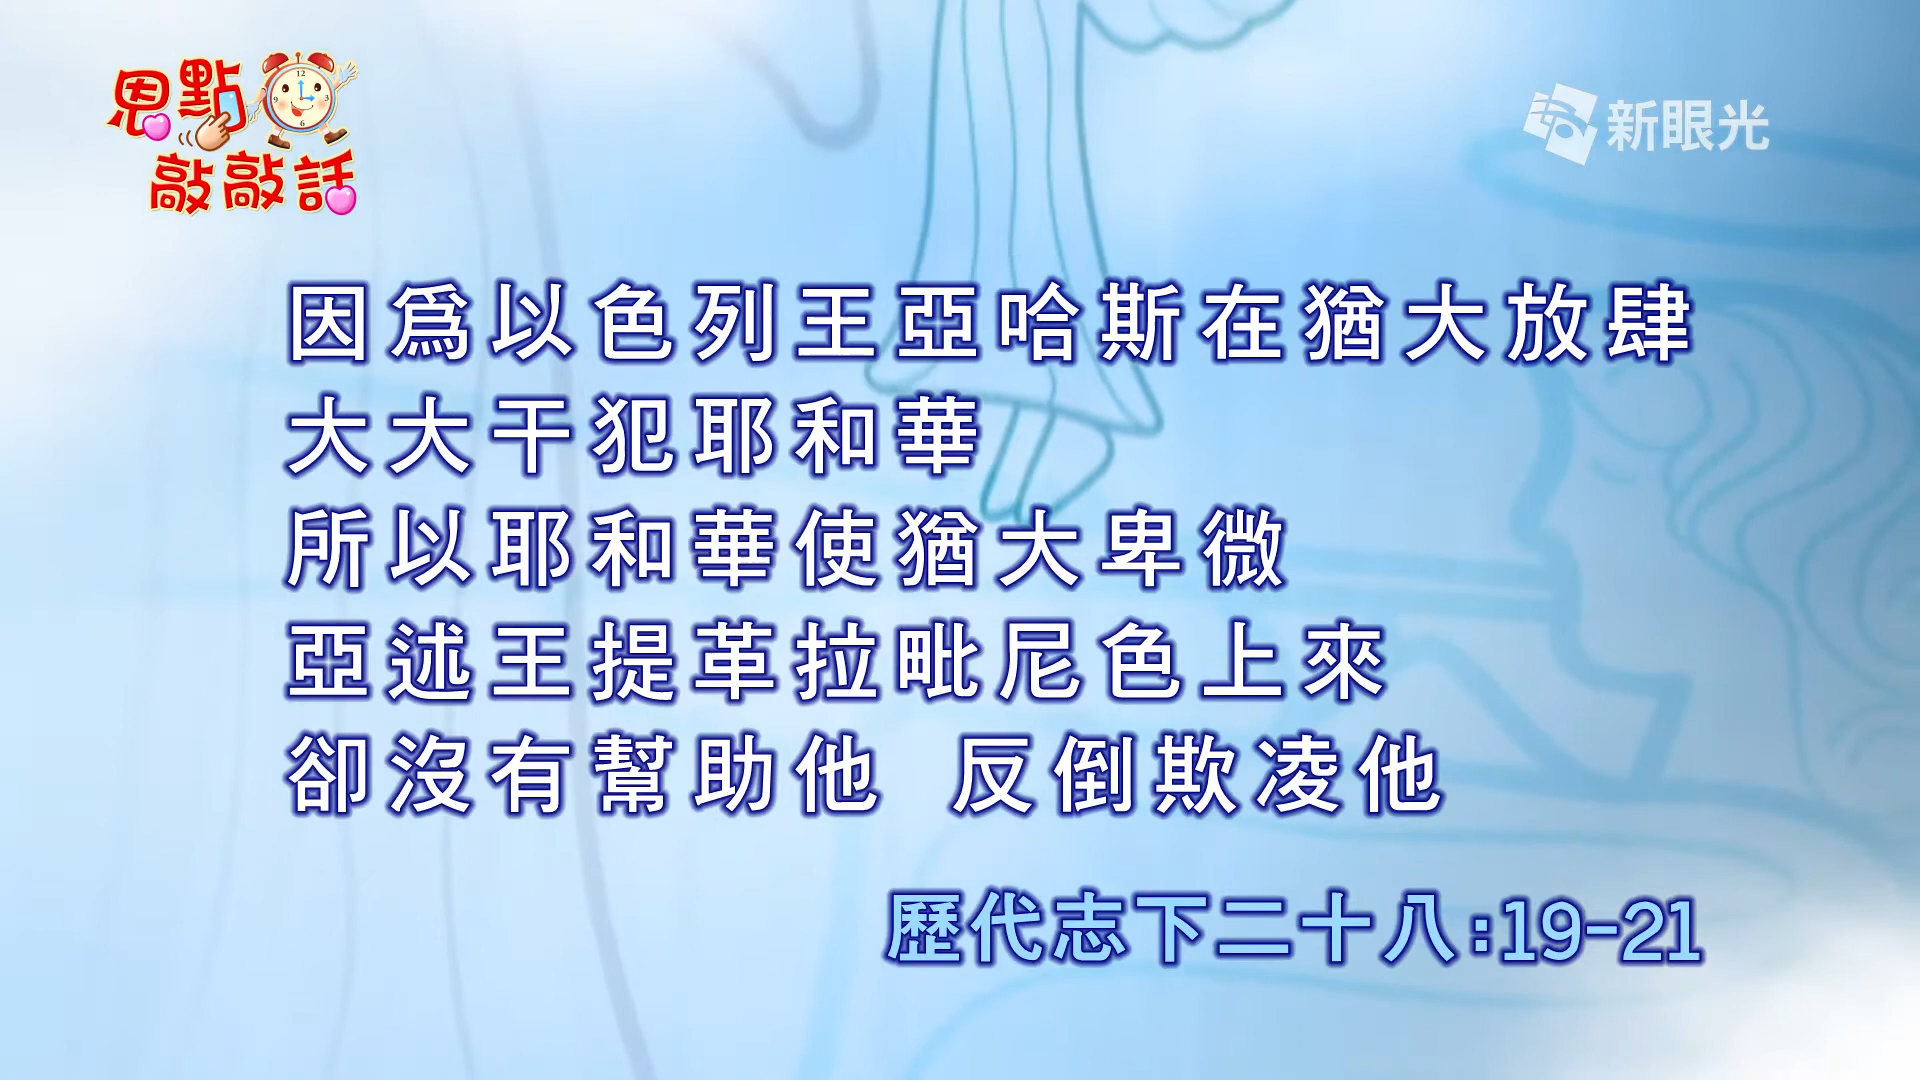 恩點
敲敲話
新眼光
因為以色列王亞哈斯在猶大放肆
大大干犯耶和華
所以耶和華使猶大卑微
亞述王提革拉毗尼色上來
卻沒有幫助他 反倒欺凌他
歷代志下二十八:19-21